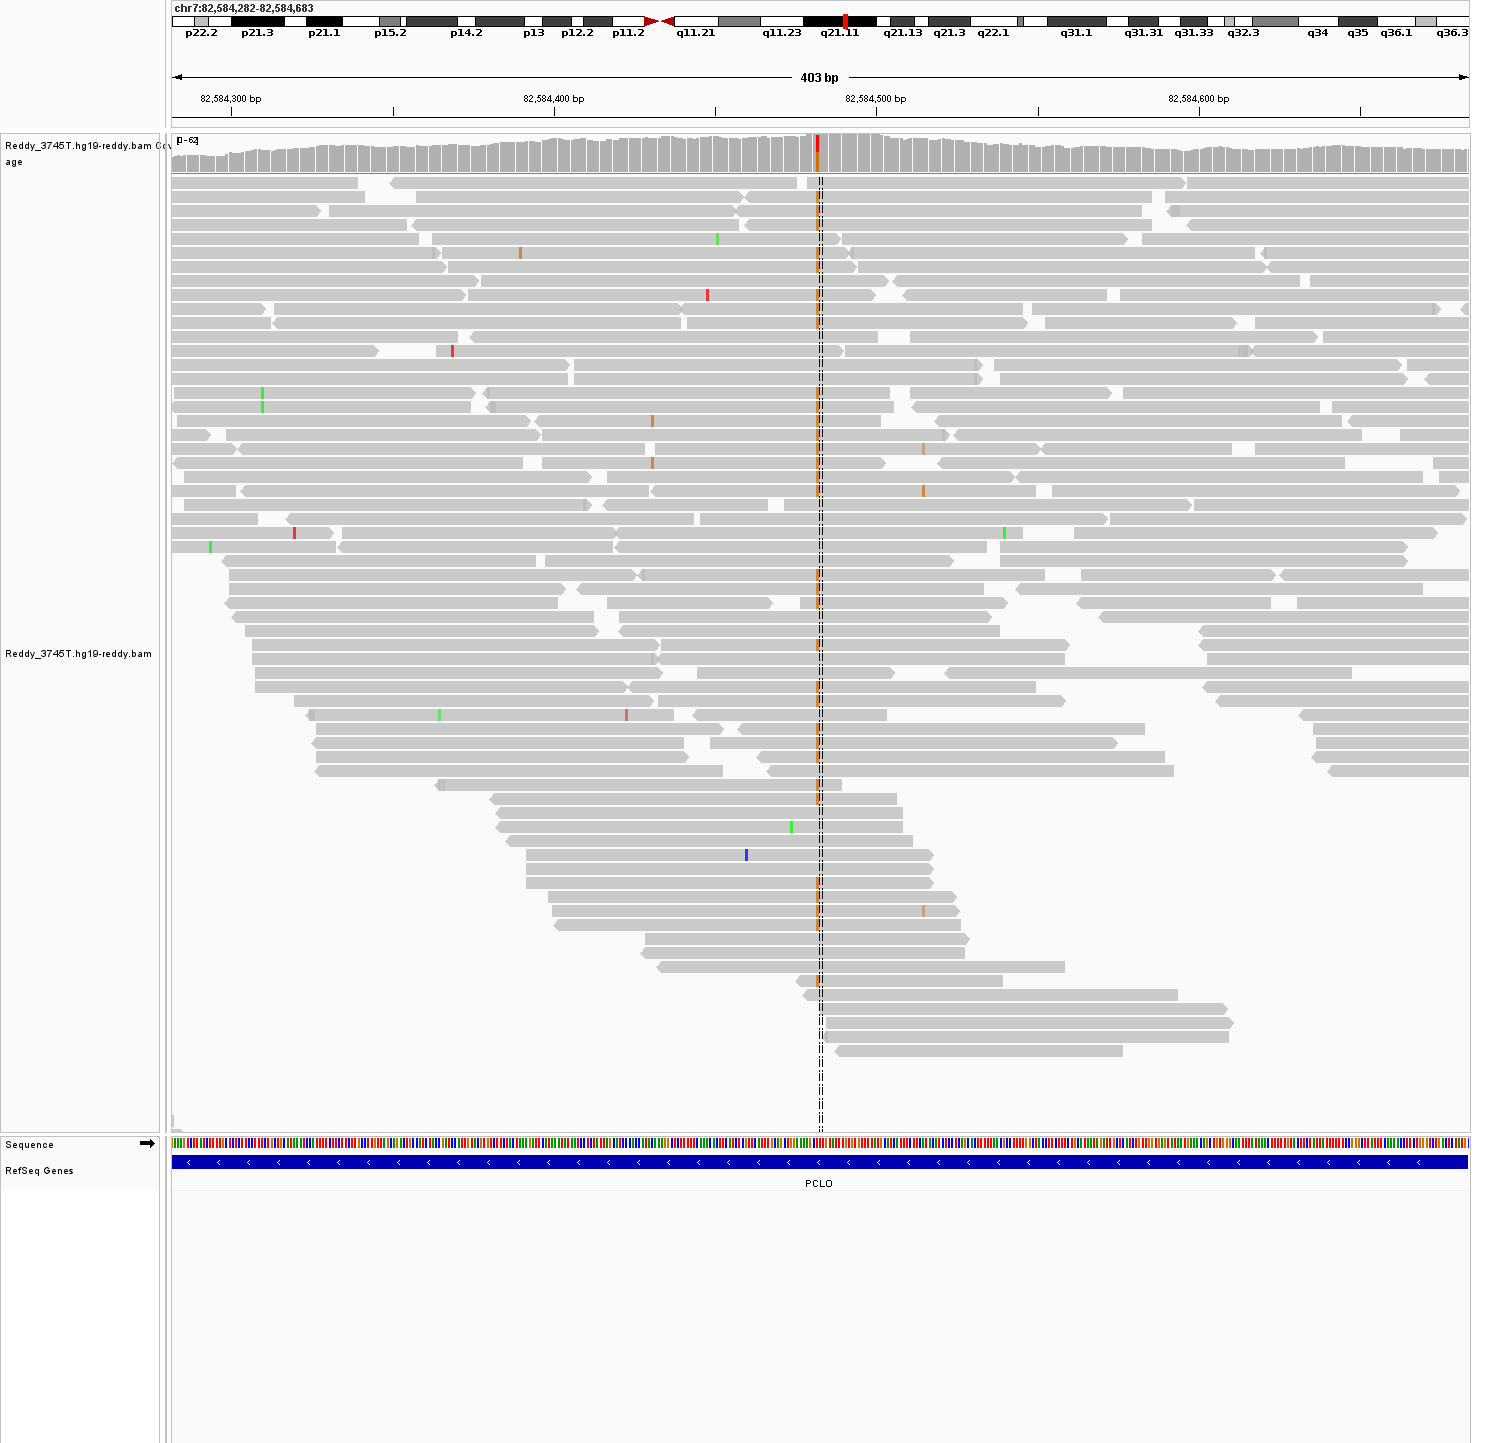 chr7:82,584,282-82,584,683
p22.2 p21.3 p21.1 p15.2 p14.2 p13 p12.2 p11.2 q11.21 q11.23 q21.11 q21.13 q21.3 q22.1 q31.1 q31.31 q31.33 q32.3 q34 q35 q36.1 q36.3
403 bp
82,584,300 bp 82,584,400 bp 82,584,500 bp 82,584,600 bp
[0-62]
Reddy_3745T.hg19-reddy.bam Cov
age
Reddy_3745T.hg19-reddy.bam
Sequence
RefSeq Genes
PCLO